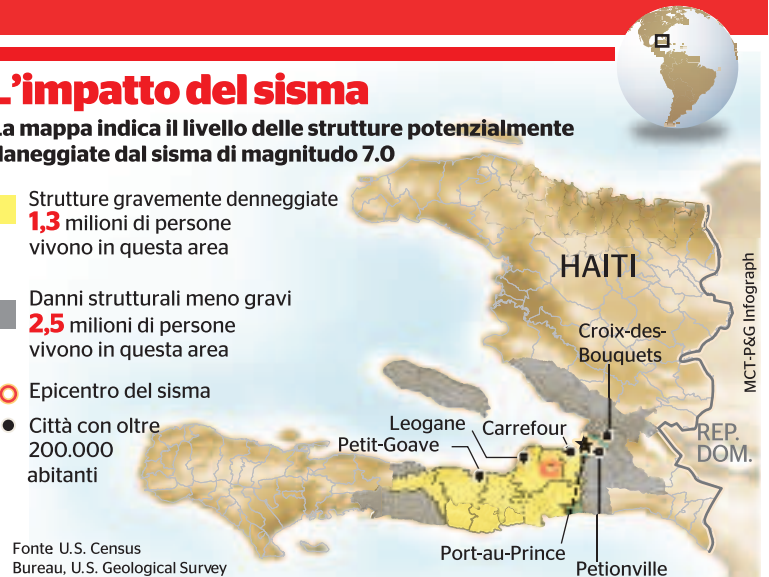 L'impatto del sisma
La mappa indica il livello delle strutture potenzialmente
daneggiate dal sisma di magnitudo 7.0
Strutture gravemente denneggiate
1,3 milioni di persone
vivono in questa area
Danni strutturali meno gravi
2,5 milioni di persone
vivono in questa area
Epicentro del sisma
Città con oltre
200.000
abitanti
HAITI
Croix-des-
Bouquets
Leogane
Carrefour
Petit-Goave
REP.
DOM.
Port-au-Prince
Petionville
MCT-P&G Infograph
Fonte U.S. Census
Bureau, U.S. Geological Survey